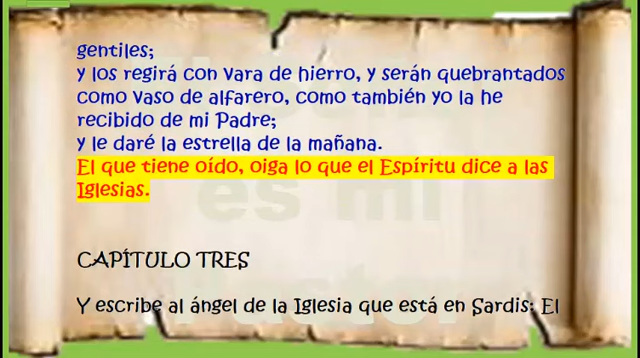 gentiles;
y los regirá con vara de hierro, y serán quebrantados
como vaso de alfarero, como también yo la he
recibido de mi Padre;
y le daré la estrella de la mañana.
El que tiene oído, oiga lo que el Espíritu dice a las
Iglesias.
CAPÍTULO TRES
Y escribe al ángel de la Iglesia que está en Sardis: El